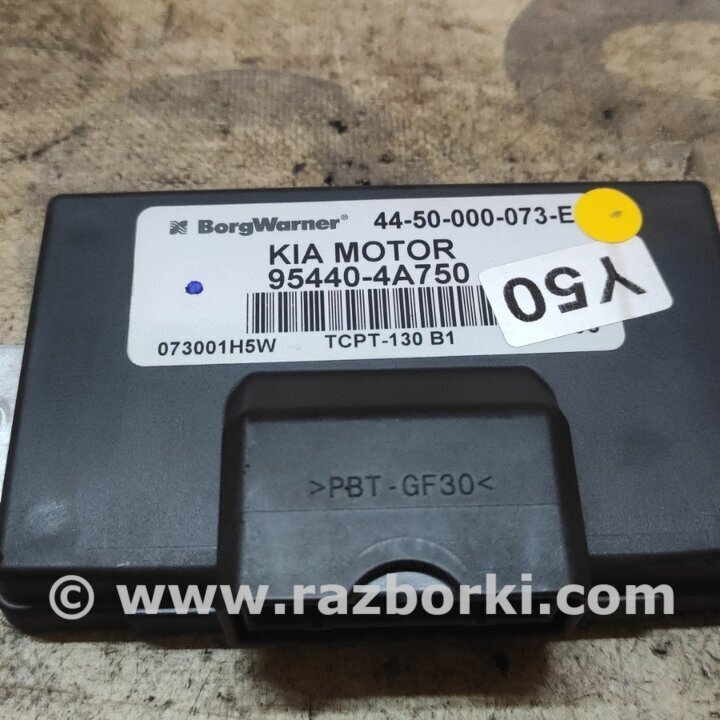 BorgWarner® 44-50-000-073-E
KIA MOTOR
95440-4A750
Y50
073001H5W TCPT-130 B1
>PBT-GF30<
© www.razborki.com